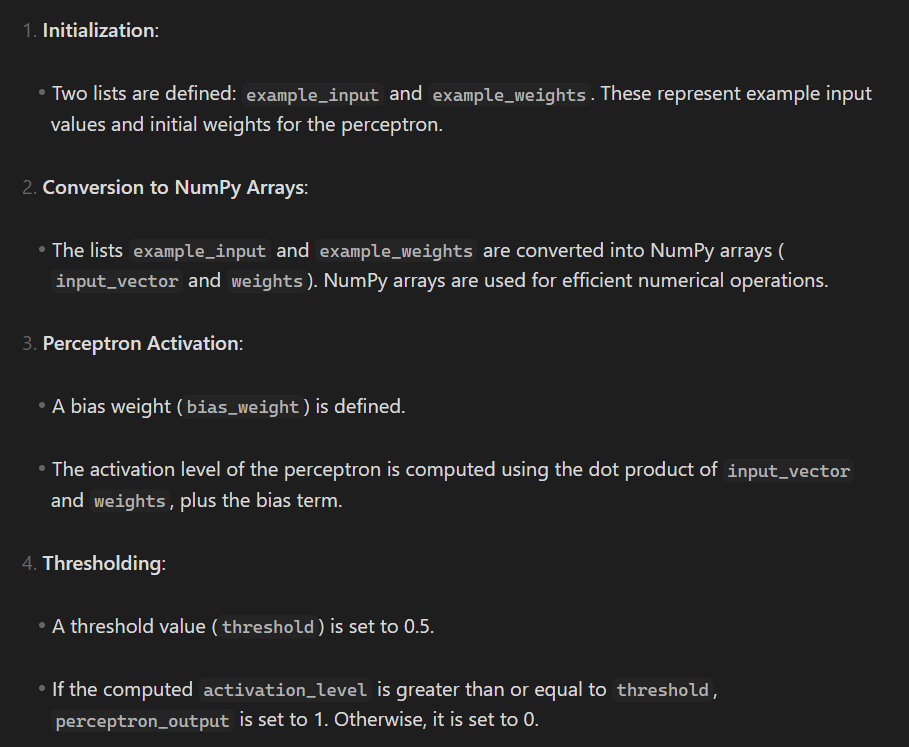 1. Initialization:
• Two lists are defined: example_input and example_weights. These represent example input
values and initial weights for the perceptron.
2. Conversion to NumPy Arrays:
• The lists example_input and example_weights are converted into NumPy arrays (
input_vector and weights). NumPy arrays are used for efficient numerical operations.
3. Perceptron Activation:
• A bias weight (bias_weight) is defined.
• The activation level of the perceptron is computed using the dot product of input_vector
and weights, plus the bias term.
4. Thresholding:
• A threshold value (threshold) is set to 0.5.
• If the computed activation_level is greater than or equal to threshold,
perceptron_output is set to 1. Otherwise, it is set to 0.